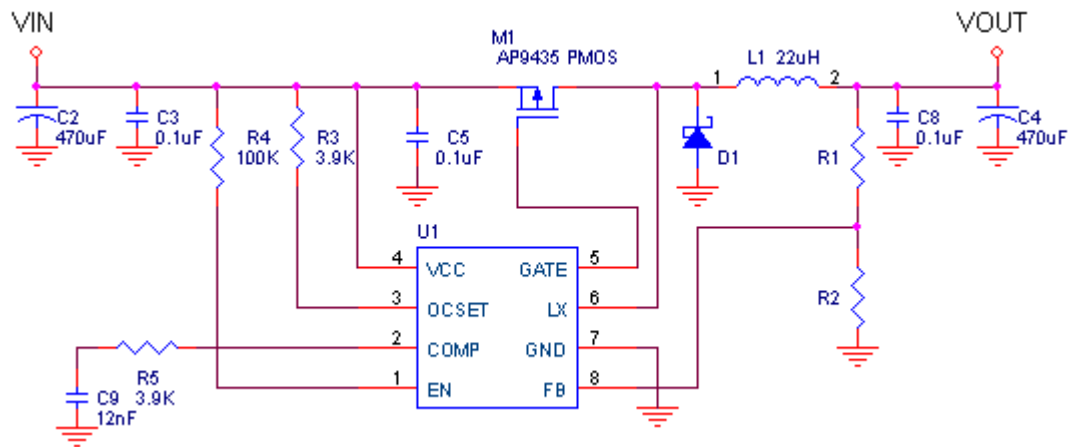 VIN
VOUT
M1
AP9435 PMOS
L1 22uH
1
2
C2
470uF
C3
0.1uF
R4
100K
R3
3.9K
C5
0.1uF
D1
R1
C8
0.1uF
C4
470uF
U1
4
VCC
GATE
5
3
OCSET
LX
6
2
COMP
GND
7
1
EN
FB
8
R2
R5
3.9K
C9
12nF